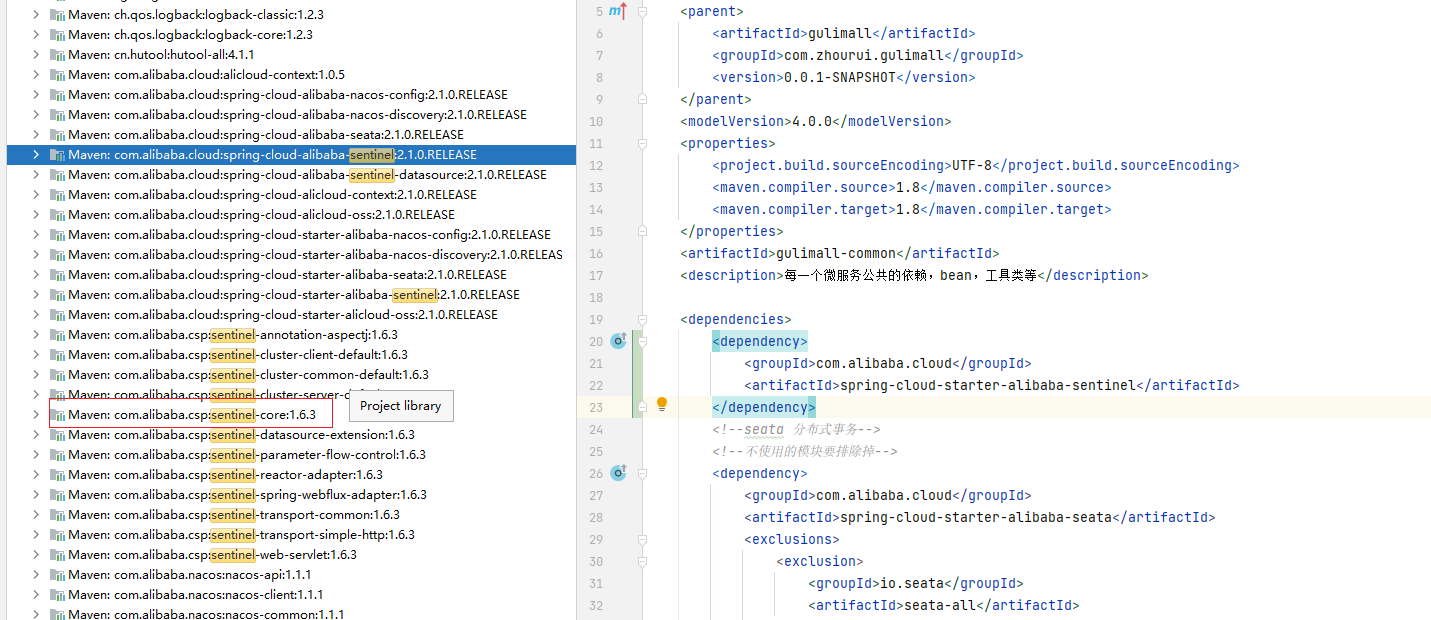 Maven: ch.qos.logback:logback-classic:1.2.3
Maven: ch.qos.logback:logback-core:1.2.3
Maven: cn.hutool:hutool-all:4.1.1
Maven: com.alibaba.cloud:alicloud-context:1.0.5
Maven: com.alibaba.cloud:spring-cloud-alibaba-nacos-config:2.1.0.RELEASE
Maven: com.alibaba.cloud:spring-cloud-alibaba-nacos-discovery:2.1.0.RELEASE
Maven: com.alibaba.cloud:spring-cloud-alibaba-seata:2.1.0.RELEASE
Maven: com.alibaba.cloud:spring-cloud-alibaba-sentinel:2.1.0.RELEASE
Maven: com.alibaba.cloud:spring-cloud-alibaba-sentinel-datasource:2.1.0.RELEASE
Maven: com.alibaba.cloud:spring-cloud-alicloud-context:2.1.0.RELEASE
Maven: com.alibaba.cloud:spring-cloud-alicloud-oss:2.1.0.RELEASE
Maven: com.alibaba.cloud:spring-cloud-starter-alibaba-nacos-config:2.1.0.RELEASE
Maven: com.alibaba.cloud:spring-cloud-starter-alibaba-nacos-discovery:2.1.0.RELEAS
Maven: com.alibaba.cloud:spring-cloud-starter-alibaba-seata:2.1.0.RELEASE
Maven: com.alibaba.cloud:spring-cloud-starter-alibaba-sentinel:2.1.0.RELEASE
Maven: com.alibaba.cloud:spring-cloud-starter-alicloud-oss:2.1.0.RELEASE
Maven: com.alibaba.csp:sentinel-annotation-aspectj:1.6.3
Maven: com.alibaba.csp:sentinel-cluster-client-default:1.6.3
Maven: com.alibaba.csp:sentinel-cluster-common-default:1.6.3
Maven: com.alibaba.csp:sentinel-cluster-server-
Project library
Maven: com.alibaba.csp:sentinel-core:1.6.3
Maven: com.alibaba.csp:sentinel-datasource-extension:1.6.3
Maven: com.alibaba.csp:sentinel-parameter-flow-control:1.6.3
Maven: com.alibaba.csp:sentinel-reactor-adapter:1.6.3
Maven: com.alibaba.csp:sentinel-spring-webflux-adapter:1.6.3
Maven: com.alibaba.csp:sentinel-transport-common:1.6.3
Maven: com.alibaba.csp:sentinel-transport-simple-http:1.6.3
Maven: com.alibaba.csp:sentinel-web-servlet:1.6.3
Maven: com.alibaba.nacos:nacos-api:1.1.1
Maven: com.alibaba.nacos:nacos-client:1.1.1
Maven: com.alibaba.nacos:nacos-common:1.1.1
5 m <parent>
6 <artifactId>gulimall</artifactId>
7 <groupId>com.zhourui.gulimall</groupId>
8 <version>0.0.1-SNAPSHOT</version>
9 </parent>
10 <modelVersion>4.0.0</modelVersion>
11 <properties>
12 <project.build.sourceEncoding>UTF-8</project.build.sourceEncoding>
13 <maven.compiler.source>1.8</maven.compiler.source>
14 <maven.compiler.target>1.8</maven.compiler.target>
15 </properties>
16 <artifactId>gulimall-common</artifactId>
17 <description>每一个微服务公共的依赖，bean，工具类等</description>
18
19 <dependencies>
20 <dependency>
21 <groupId>com.alibaba.cloud</groupId>
22 <artifactId>spring-cloud-starter-alibaba-sentinel</artifactId>
23 </dependency>
24 <!--seata 分布式事务-->
25 <!--不使用的模块要排除掉-->
26 <dependency>
27 <groupId>com.alibaba.cloud</groupId>
28 <artifactId>spring-cloud-starter-alibaba-seata</artifactId>
29 <exclusions>
30 <exclusion>
31 <groupId>io.seata</groupId>
32 <artifactId>seata-all</artifactId>